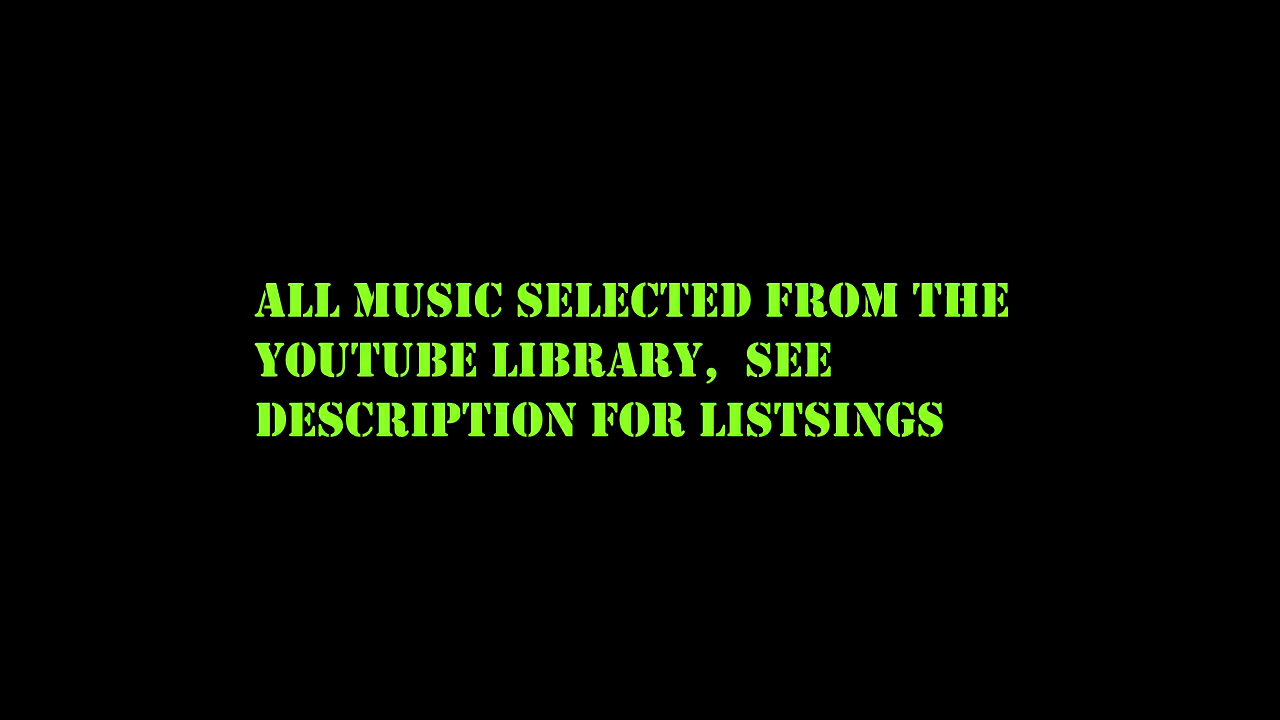 ALL MUSIC SELECTED FROM THE
YOUTUBE LIBRARY,  SEE
DESCRIPTION FOR LISTSINGS